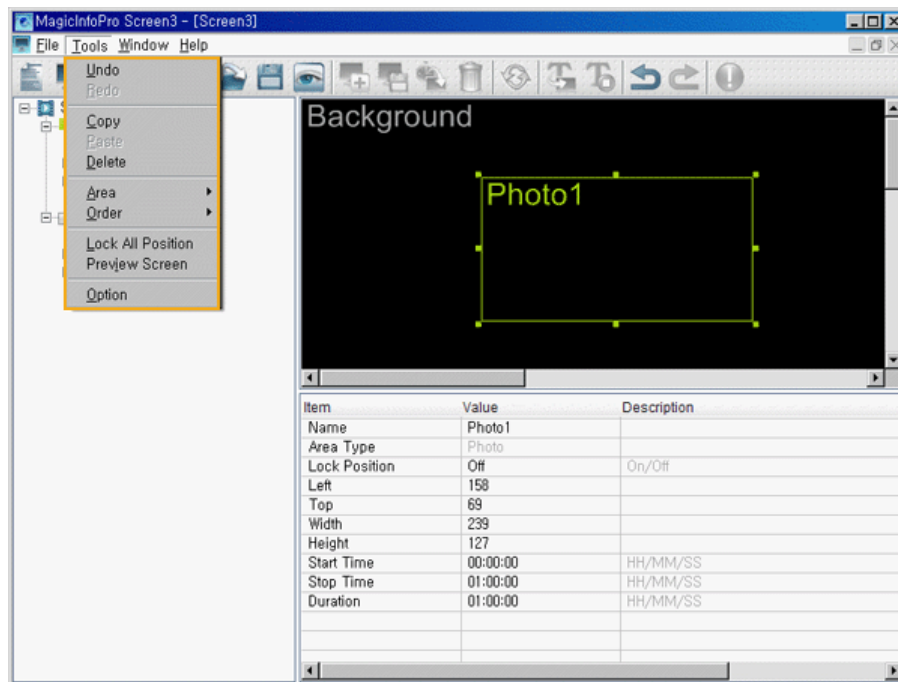 MagicInfoPro Screen3 - [Screen3]
File Tools Window Help
Undo
Redo
Copy
Paste
Delete
Area
Order
Lock All Position
Preview Screen
Option
Background
Photo1
Item Value Description
Name Photo1
Area Type Photo
Lock Position Off On/Off
Left 158
Top 69
Width 239
Height 127
Start Time 00:00:00 HH/MM/SS
Stop Time 01:00:00 HH/MM/SS
Duration 01:00:00 HH/MM/SS